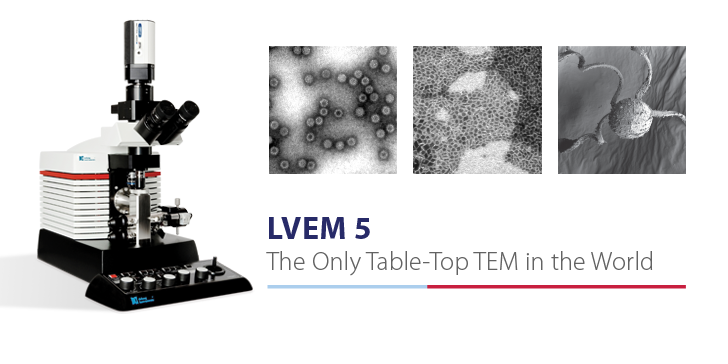 LVEM 5
The Only Table-Top TEM in the World